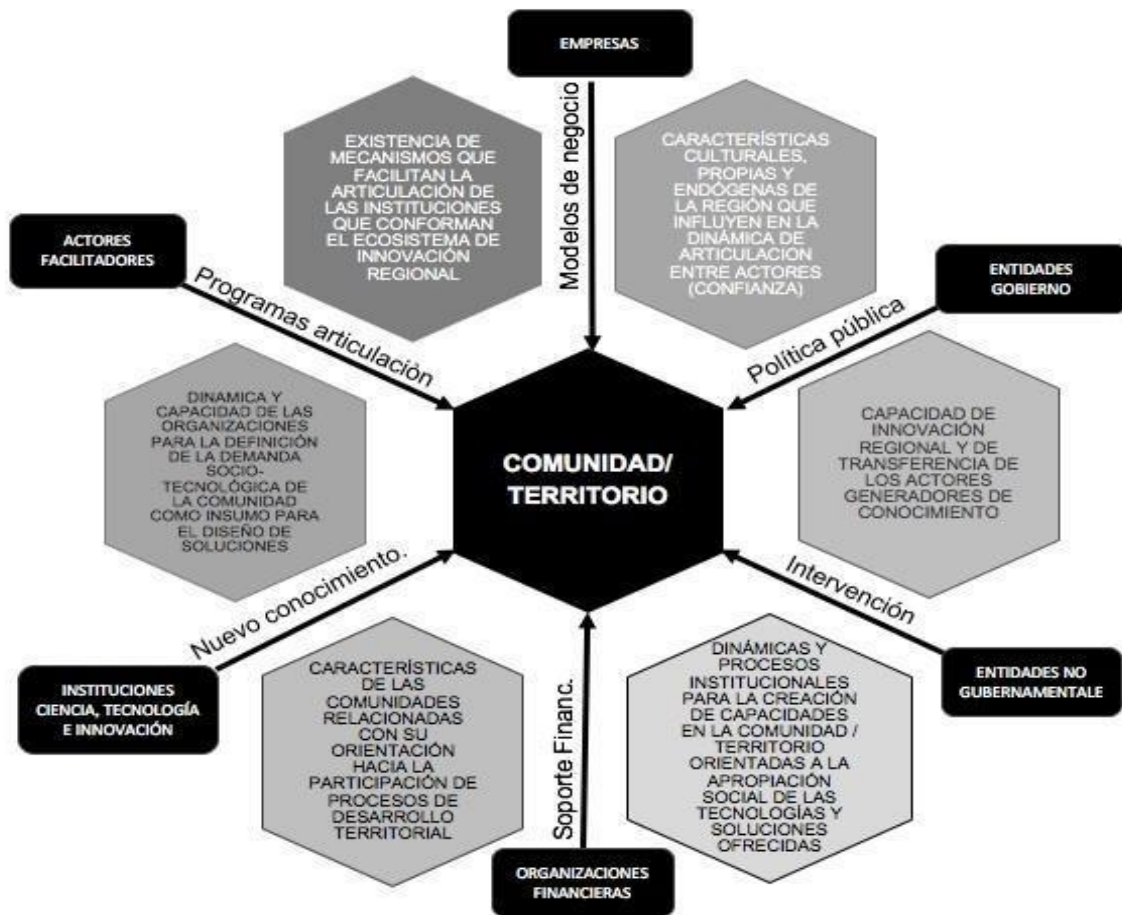 EMPRESAS
Modelos de negocio
EXISTENCIA DE
MECANISMOS QUE
FACILITAN LA
ARTICULACIÓN DE
LAS INSTITUCIONES
QUE CONFORMAN
EL ECOSISTEMA DE
INNOVACIÓN
REGIONAL
CARACTERÍSTICAS
CULTURALES,
PROPIAS Y
ENDÓGENAS DE
LA REGIÓN QUE
INFLUYEN EN LA
DINÁMICA DE
ARTICULACION
ENTRE ACTORES
(CONFIANZA)
ACTORES
FACILITADORES
Programas articulación
ENTIDADES
GOBIERNO
Política pública
DINAMICA Y
CAPACIDAD DE LAS
ORGANIZACIONES
PARA LA DEFINICIÓN
DE LA DEMANDA
SOCIO-
TECNOLÓGICA DE
LA COMUNIDAD
COMO INSUMO PARA
EL DISEÑO DE
SOLUCIONES
COMUNIDAD/
TERRITORIO
CAPACIDAD DE
INNOVACIÓN
REGIONAL Y DE
TRANSFERENCIA DE
LOS ACTORES
GENERADORES DE
CONOCIMIENTO
Nuevo conocimiento.
INSTITUCIONES
CIENCIA, TECNOLOGÍA
E INNOVACIÓN
Intervención
ENTIDADES NO
GUBERNAMENTALE
CARACTERÍSTICAS
DE LAS
COMUNIDADES
RELACIONADAS
CON SU
ORIENTACIÓN
HACIA LA
PARTICIPACIÓN DE
PROCESOS DE
DESARROLLO
TERRITORIAL
Soporte Financ.
DINÁMICAS Y
PROCESOS
INSTITUCIONALES
PARA LA CREACIÓN
DE CAPACIDADES
EN LA COMUNIDAD /
TERRITORIO
ORIENTADAS A LA
APROPIACIÓN
SOCIAL DE LAS
TECNOLOGÍAS Y
SOLUCIONES
OFRECIDAS
ORGANIZACIONES
FINANCIERAS